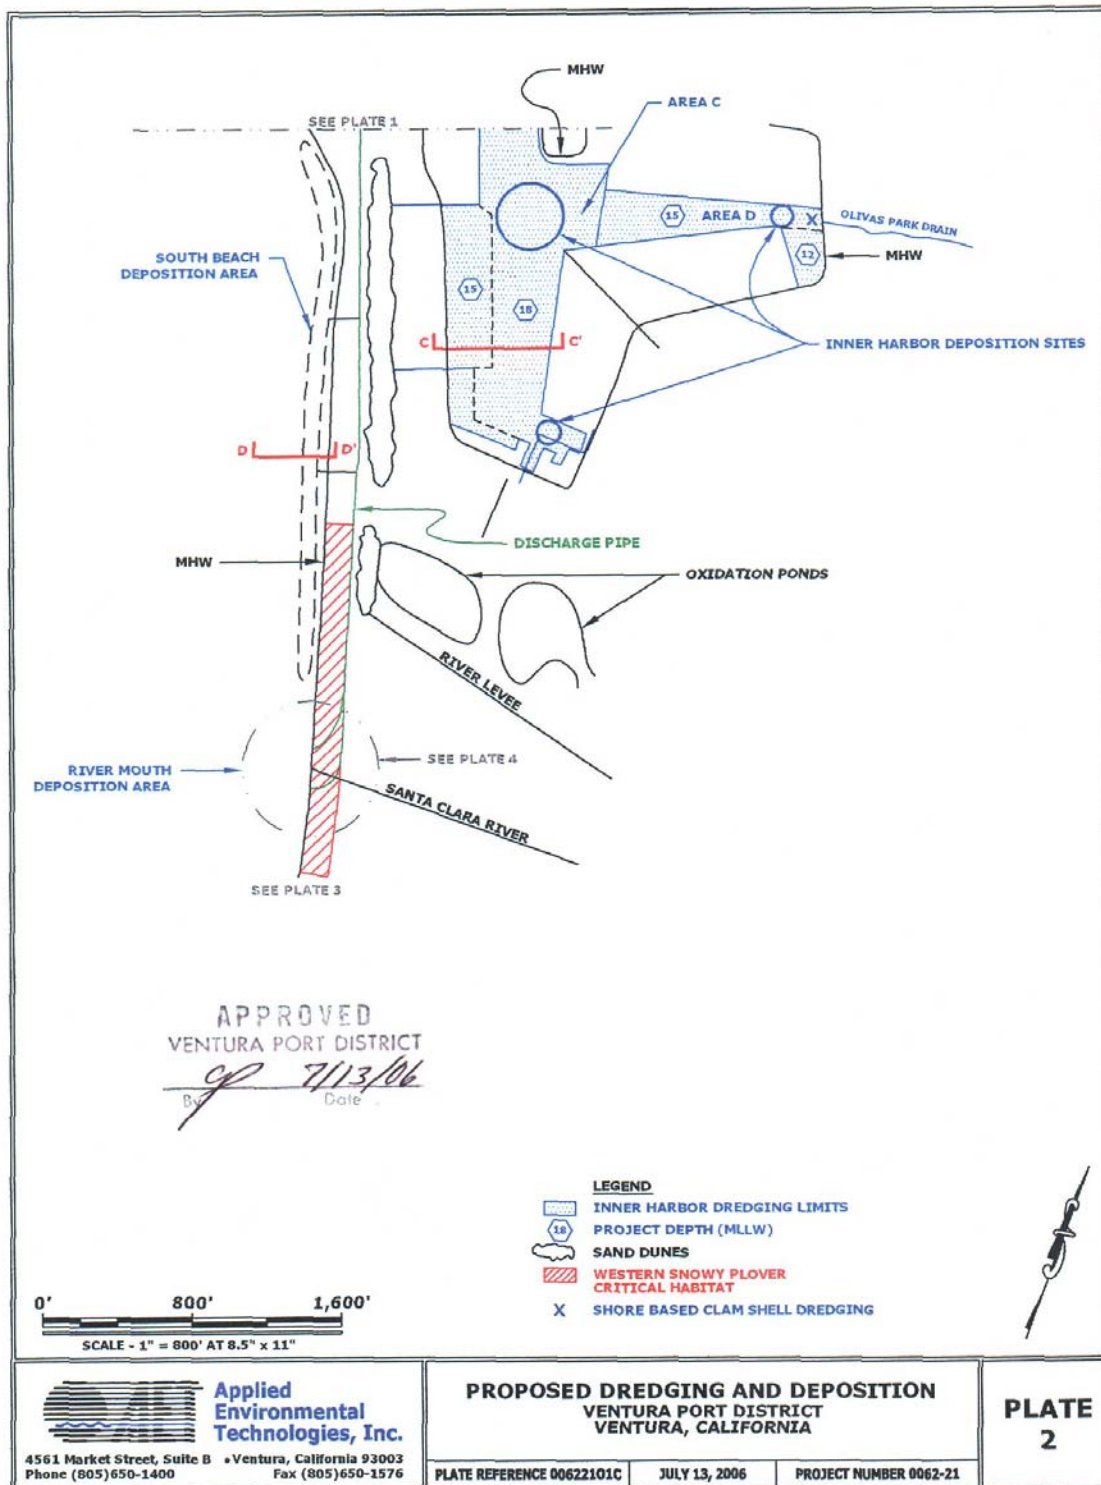 MHW
AREA C
SEE PLATE 1
15
AREA D
X
OLIVAS PARK DRAIN
SOUTH BEACH
DEPOSITION AREA
12
MHW
15
18
C
C'
INNER HARBOR DEPOSITION SITES
D
D'
DISCHARGE PIPE
MHW
OXIDATION PONDS
RIVER LEVEE
SEE PLATE 4
RIVER MOUTH
DEPOSITION AREA
SANTA CLARA RIVER
SEE PLATE 3
APPROVED
VENTURA PORT DISTRICT
7/13/06
By Date
LEGEND
INNER HARBOR DREDGING LIMITS
18 PROJECT DEPTH (MLLW)
SAND DUNES
WESTERN SNOWY PLOVER
CRITICAL HABITAT
X SHORE BASED CLAM SHELL DREDGING
0' 800' 1,600'
SCALE - 1" = 800' AT 8.5" x 11"
AET
Applied
Environmental
Technologies, Inc.
4561 Market Street, Suite B • Ventura, California 93003
Phone (805)650-1400 Fax (805)650-1576
PROPOSED DREDGING AND DEPOSITION
VENTURA PORT DISTRICT
VENTURA, CALIFORNIA
PLATE REFERENCE 00622101C JULY 13, 2006 PROJECT NUMBER 0062-21
PLATE
2